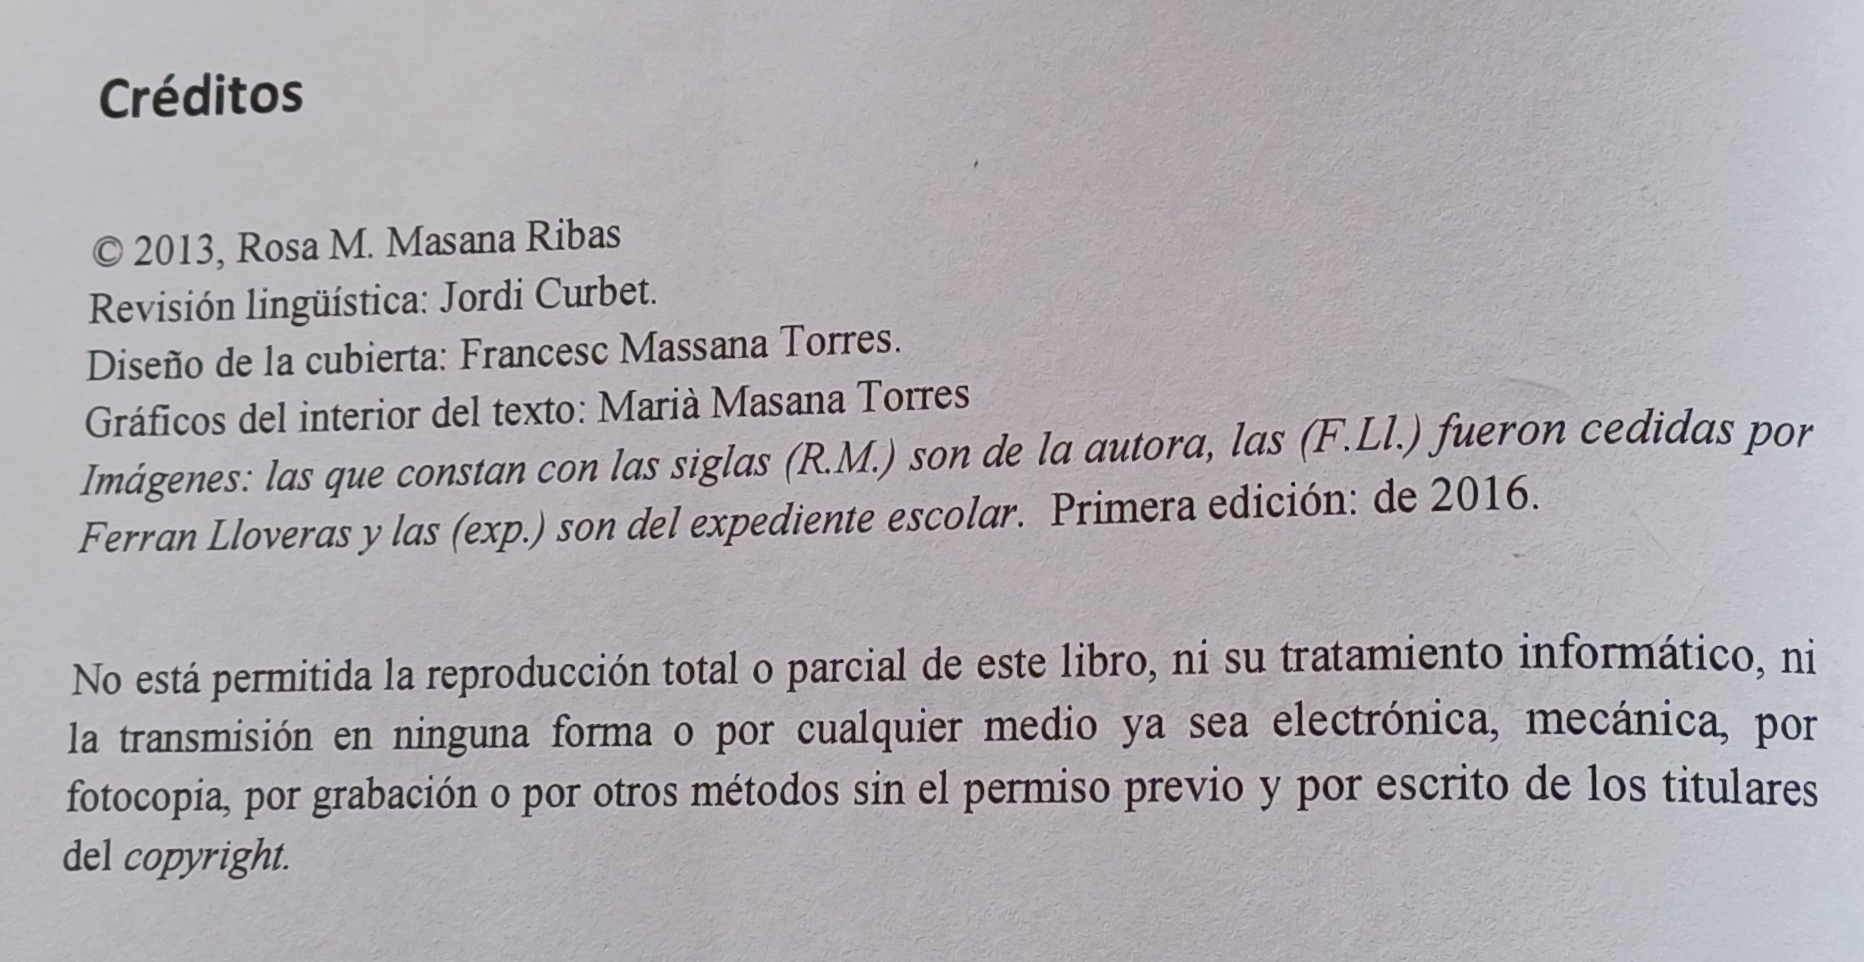 Créditos
© 2013, Rosa M. Masana Ribas
Revisión lingüística: Jordi Curbet.
Diseño de la cubierta: Francesc Massana Torres.
Gráficos del interior del texto: Marià Masana Torres
Imágenes: las que constan con las siglas (R.M.) son de la autora, las (F.Ll.) fueron cedidas por
Ferran Lloveras y las (exp.) son del expediente escolar. Primera edición: de 2016.
No está permitida la reproducción total o parcial de este libro, ni su tratamiento informático, ni
la transmisión en ninguna forma o por cualquier medio ya sea electrónica, mecánica, por
fotocopia, por grabación o por otros métodos sin el permiso previo y por escrito de los titulares
del copyright.